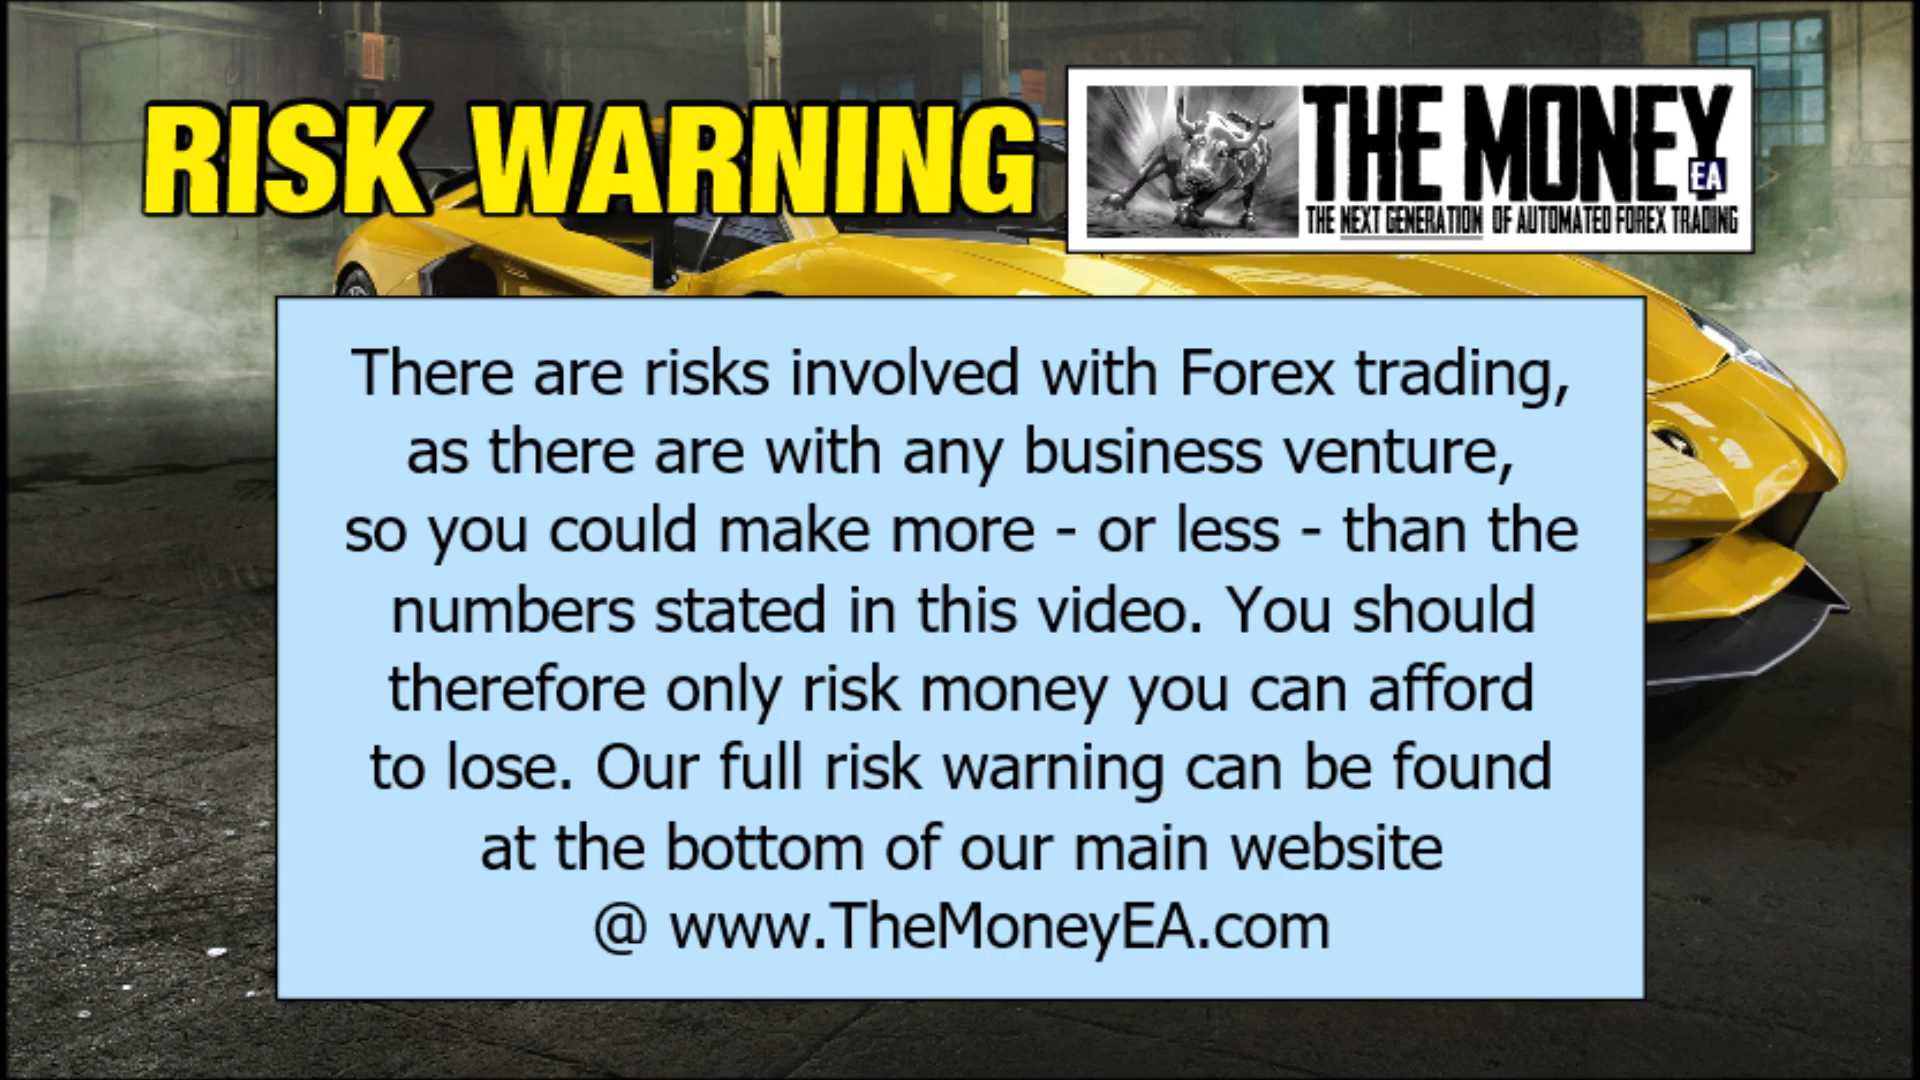 RISK WARNING
THE MONEY
EA
THE NEXT GENERATION OF AUTOMATED FOREX TRADING
There are risks involved with Forex trading,
as there are with any business venture,
so you could make more - or less - than the
numbers stated in this video. You should
therefore only risk money you can afford
to lose. Our full risk warning can be found
at the bottom of our main website
@ www.TheMoneyEA.com